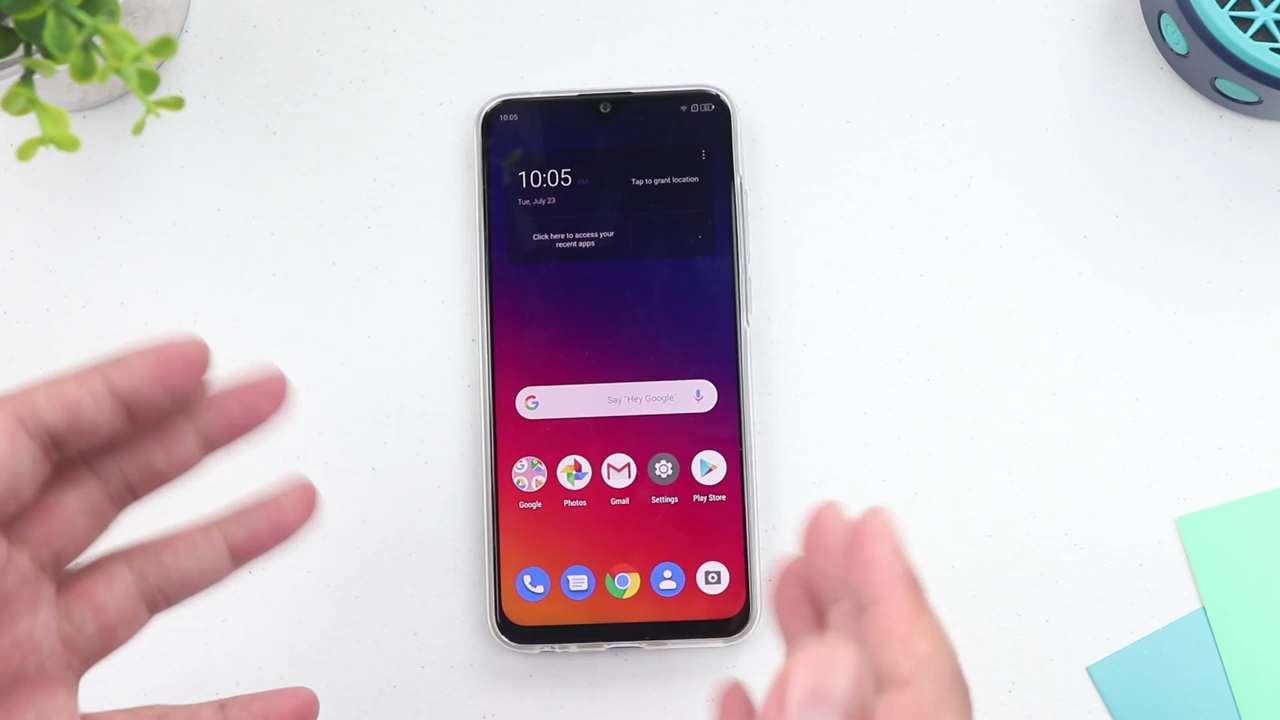 10:05
10:05 AM
Tap to grant location
Tue, July 23
Click here to access your
recent apps
Say "Hey Google"
Google
Photos
Gmail
Settings
Play Store